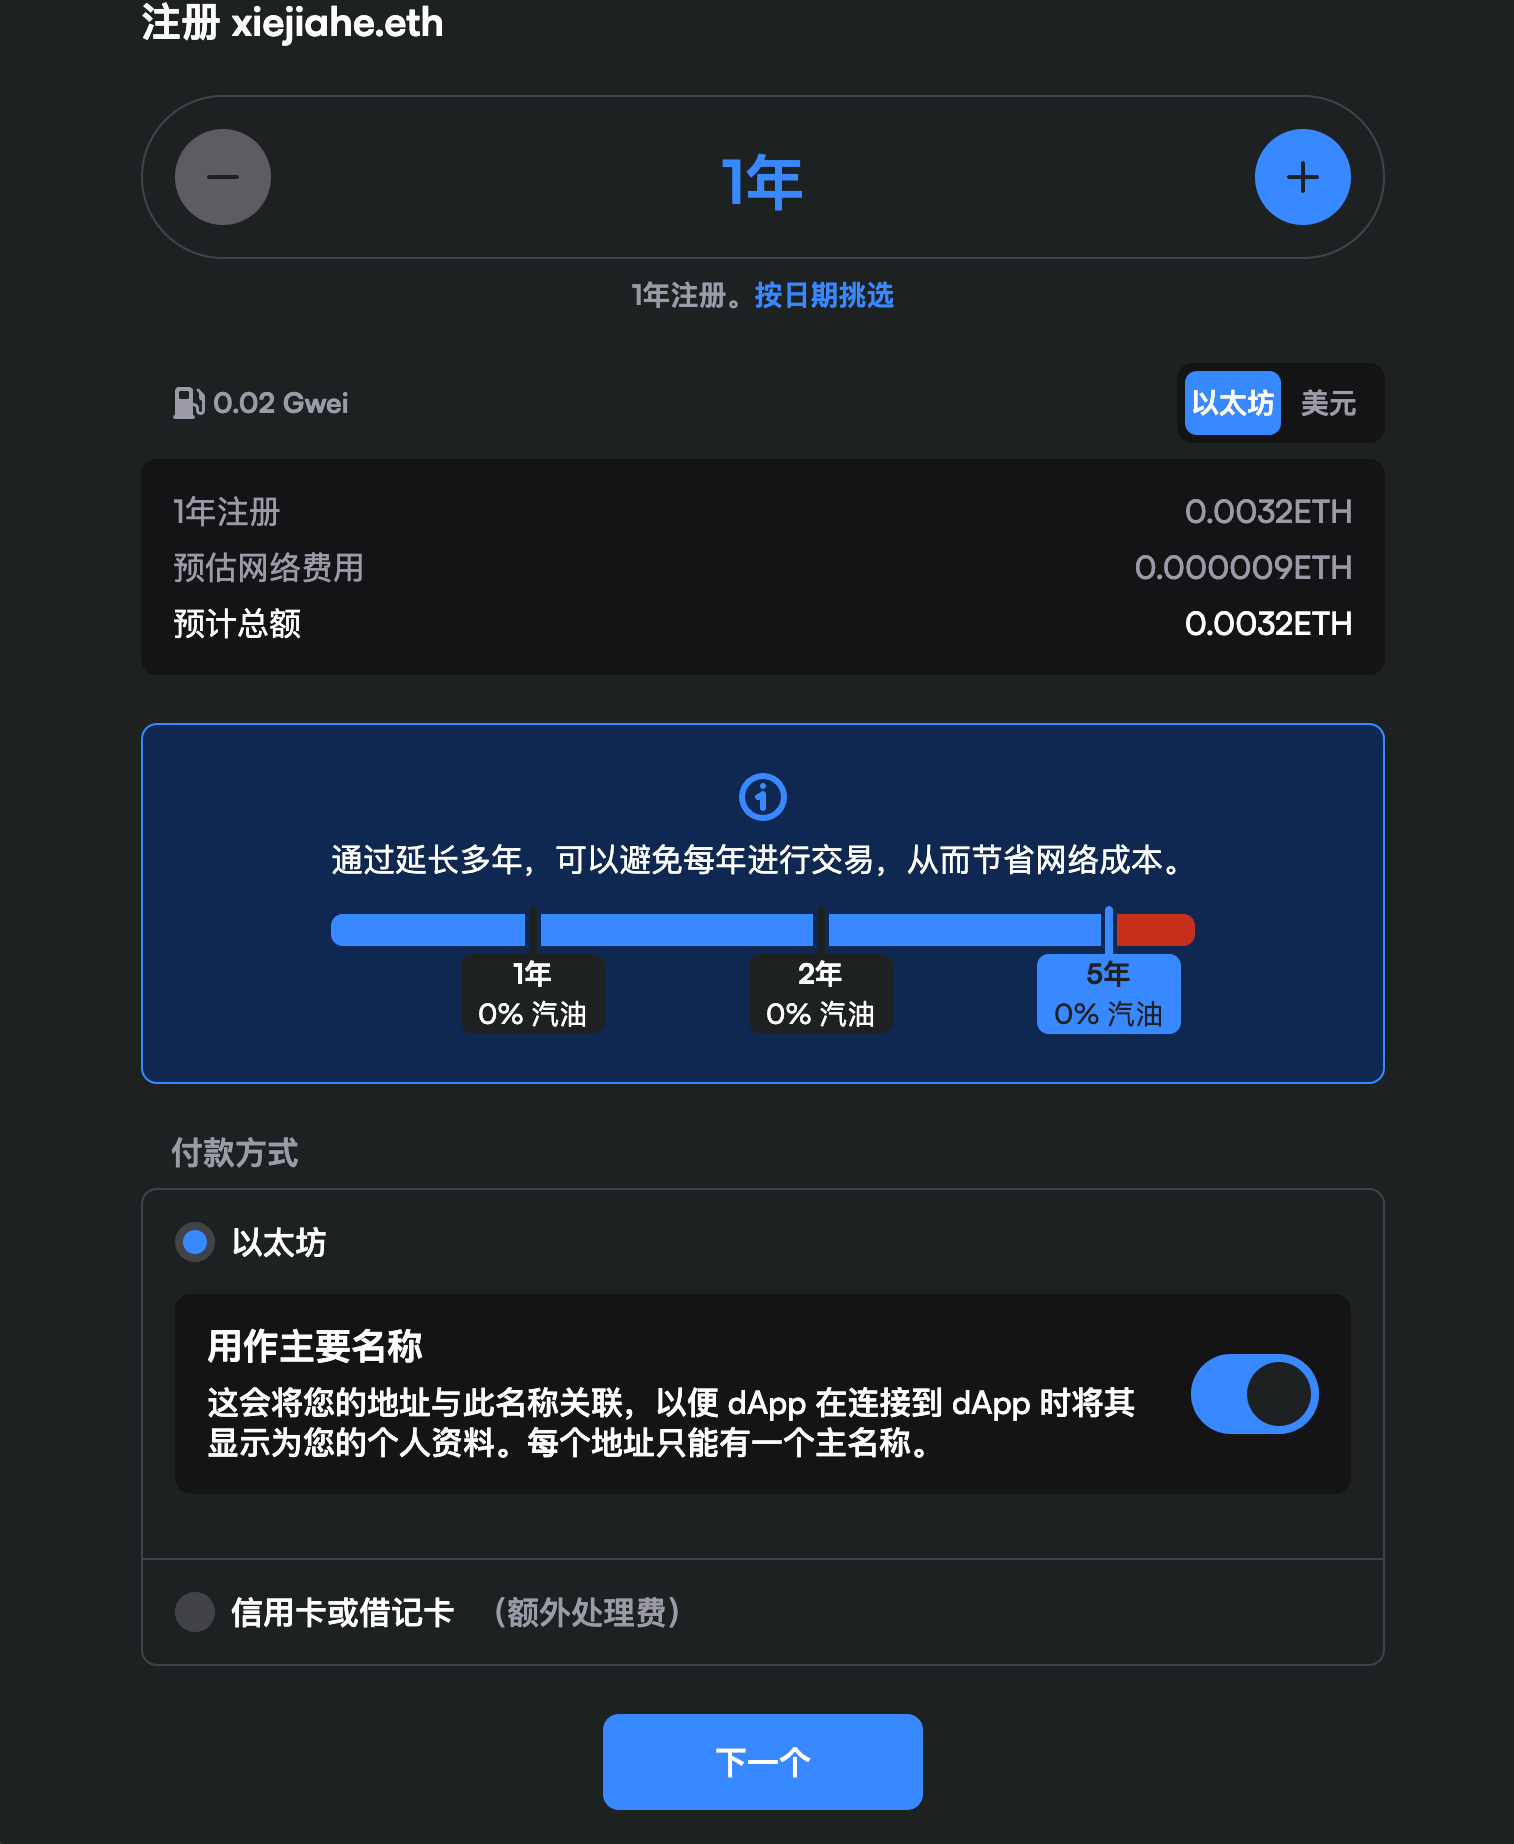 注册 xiejiahe.eth
1年
1年注册。按日期挑选
0.02 Gwei
以太坊 美元
1年注册 0.0032ETH
预估网络费用 0.000009ETH
预计总额 0.0032ETH
通过延长多年，可以避免每年进行交易，从而节省网络成本。
1年 2年 5年
0% 汽油 0% 汽油 0% 汽油
付款方式
以太坊
用作主要名称
这会将您的地址与此名称关联，以便 dApp 在连接到 dApp 时将其
显示为您的个人资料。每个地址只能有一个主名称。
信用卡或借记卡 （额外处理费）
下一个